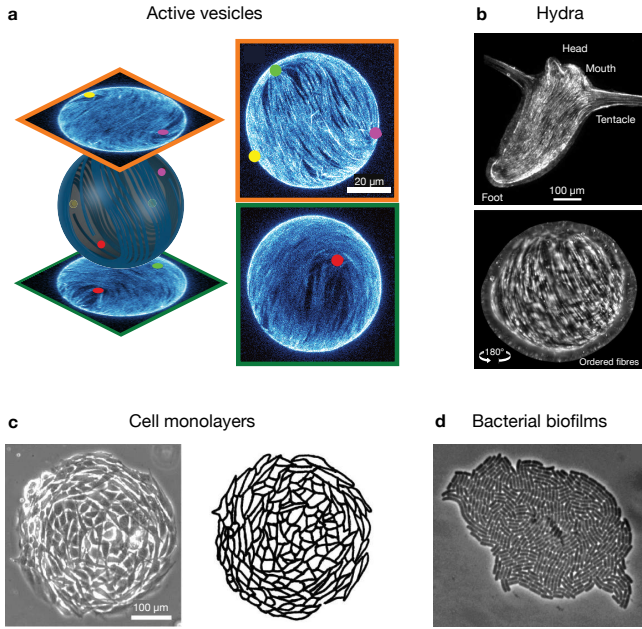 a Active vesicles
20 µm
b Hydra
Head
Mouth
Tentacle
Foot
100 µm
180°
Ordered fibres
c Cell monolayers
100 µm
d Bacterial biofilms